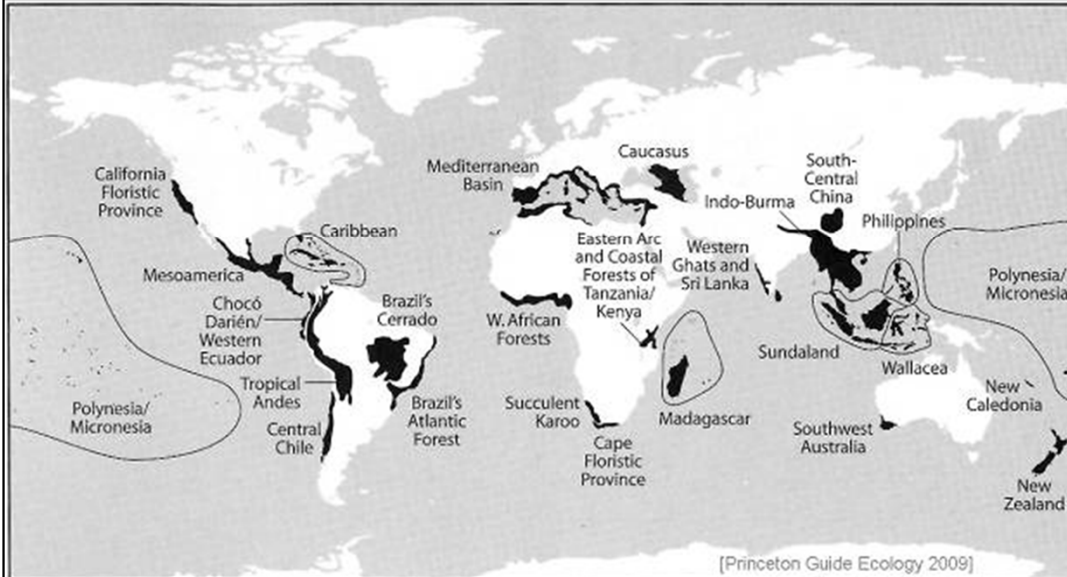 California
Floristic
Province
Mesoamerica
Chocó
Darién/
Western
Ecuador
Tropical
Andes
Central
Chile
Polynesia/
Micronesia
Caribbean
Brazil's
Cerrado
Brazil's
Atlantic
Forest
Mediterranean
Basin
Caucasus
W. African
Forests
Eastern Arc
and Coastal
Forests of
Tanzania/
Kenya
Succulent
Karoo
Cape
Floristic
Province
Madagascar
Western
Ghats and
Sri Lanka
Indo-Burma
South-
Central
China
Philippines
Sundaland
Wallacea
Southwest
Australia
Polynesia/
Micronesia
New
Caledonia
New
Zealand
[Princeton Guide Ecology 2009]